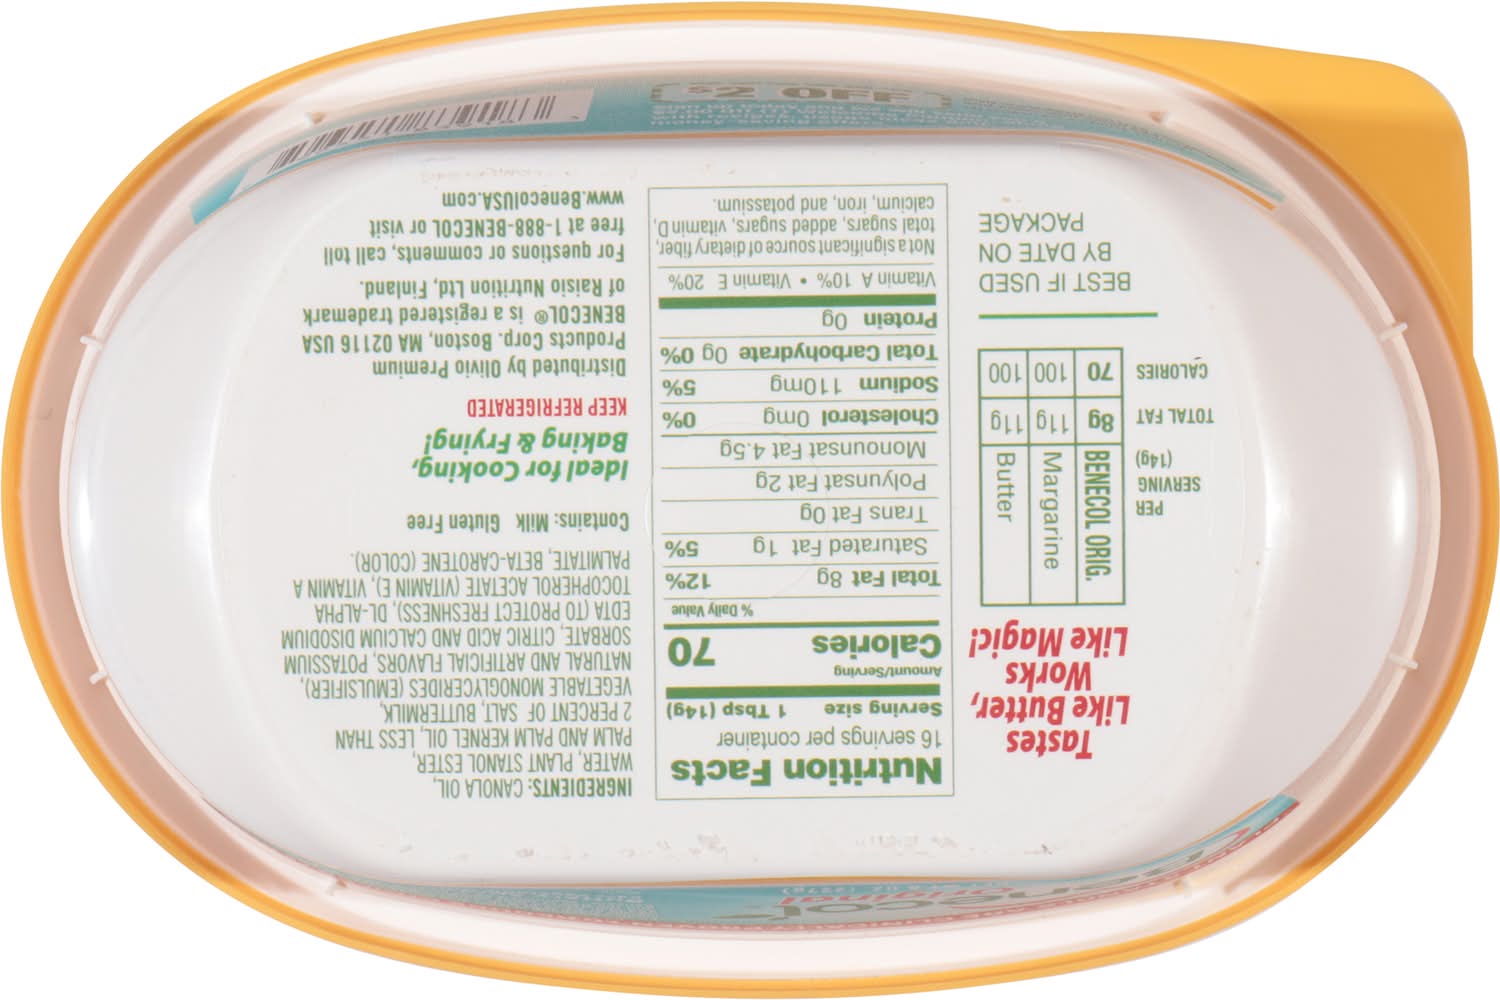 Tastes
Like Butter,
Works
Like Magic!
PER
SERVING
(14g)
BENECOL ORIG.
Margarine
Butter
TOTAL FAT 8g 11g 11g
CALORIES 70 100 100
BEST IF USED
BY DATE ON
PACKAGE
Nutrition Facts
16 servings per container
Serving size 1 Tbsp (14g)
Amount/Serving
Calories 70
% Daily Value
Total Fat 8g 12%
Saturated Fat 1g 5%
Trans Fat 0g
Polyunsat Fat 2g
Monounsat Fat 4.5g
Cholesterol 0mg 0%
Sodium 110mg 5%
Total Carbohydrate 0g 0%
Protein 0g
Vitamin A 10% • Vitamin E 20%
Not a significant source of dietary fiber,
total sugars, added sugars, vitamin D,
calcium, iron, and potassium.
INGREDIENTS: CANOLA OIL,
WATER, PLANT STANOL ESTER,
PALM AND PALM KERNEL OIL, LESS THAN
2 PERCENT OF SALT, BUTTERMILK,
VEGETABLE MONOGLYCERIDES (EMULSIFIER),
NATURAL AND ARTIFICIAL FLAVORS, POTASSIUM
SORBATE, CITRIC ACID AND CALCIUM DISODIUM
EDTA (TO PROTECT FRESHNESS), DL-ALPHA
TOCOPHEROL ACETATE (VITAMIN E), VITAMIN A
PALMITATE, BETA-CAROTENE (COLOR).
Contains: Milk Gluten Free
Ideal for Cooking,
Baking & Frying!
KEEP REFRIGERATED
Distributed by Olivio Premium
Products Corp. Boston, MA 02116 USA
BENECOL® is a registered trademark
of Raisio Nutrition Ltd, Finland.
For questions or comments, call toll
free at 1-888-BENECOL or visit
www.BenecolUSA.com
$2 OFF
Original